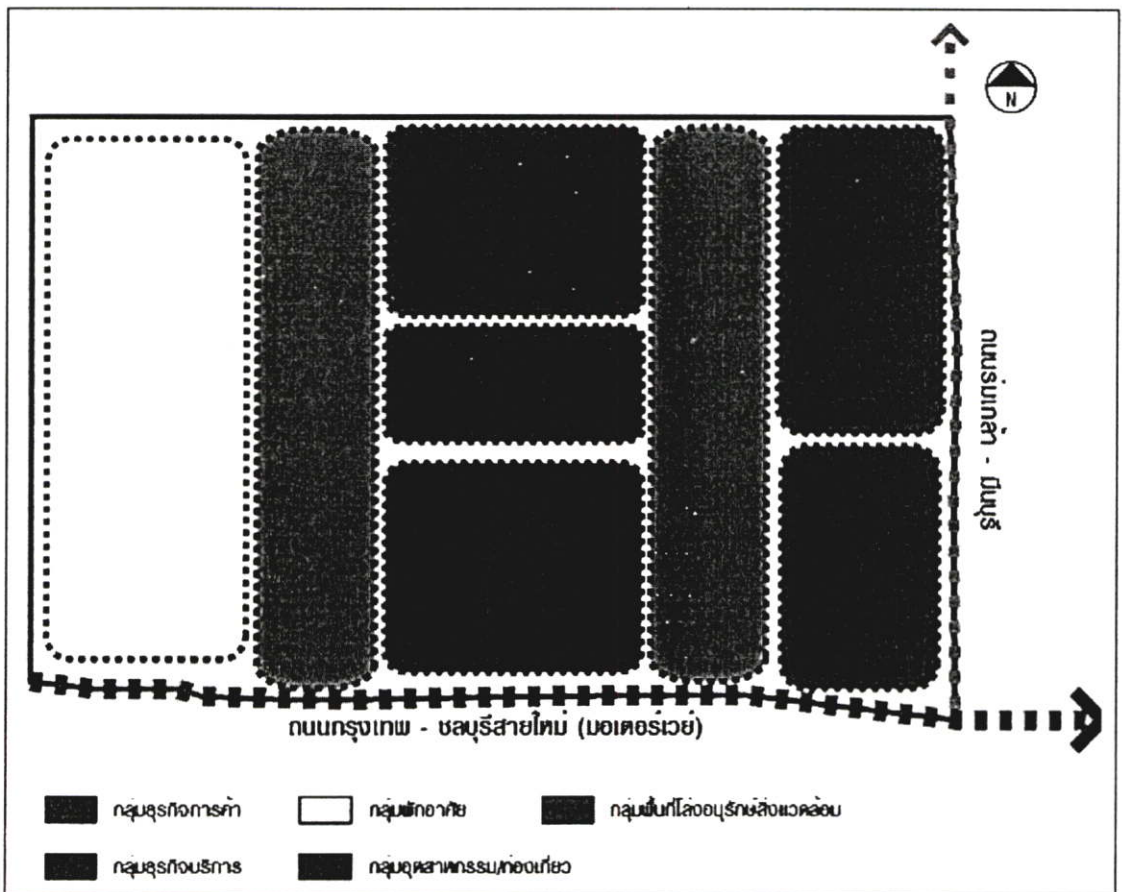 N
ถนนร่มเกล้า - มีนบุรี
ถนนกรุงเทพ - ชลบุรีสายใหม่ (มอเตอร์เวย์)
กลุ่มธุรกิจการค้า
กลุ่มพักอาศัย
กลุ่มพื้นที่โล่งอนุรักษ์สิ่งแวดล้อม
กลุ่มธุรกิจบริการ
กลุ่มอุตสาหกรรม/ท่องเที่ยว